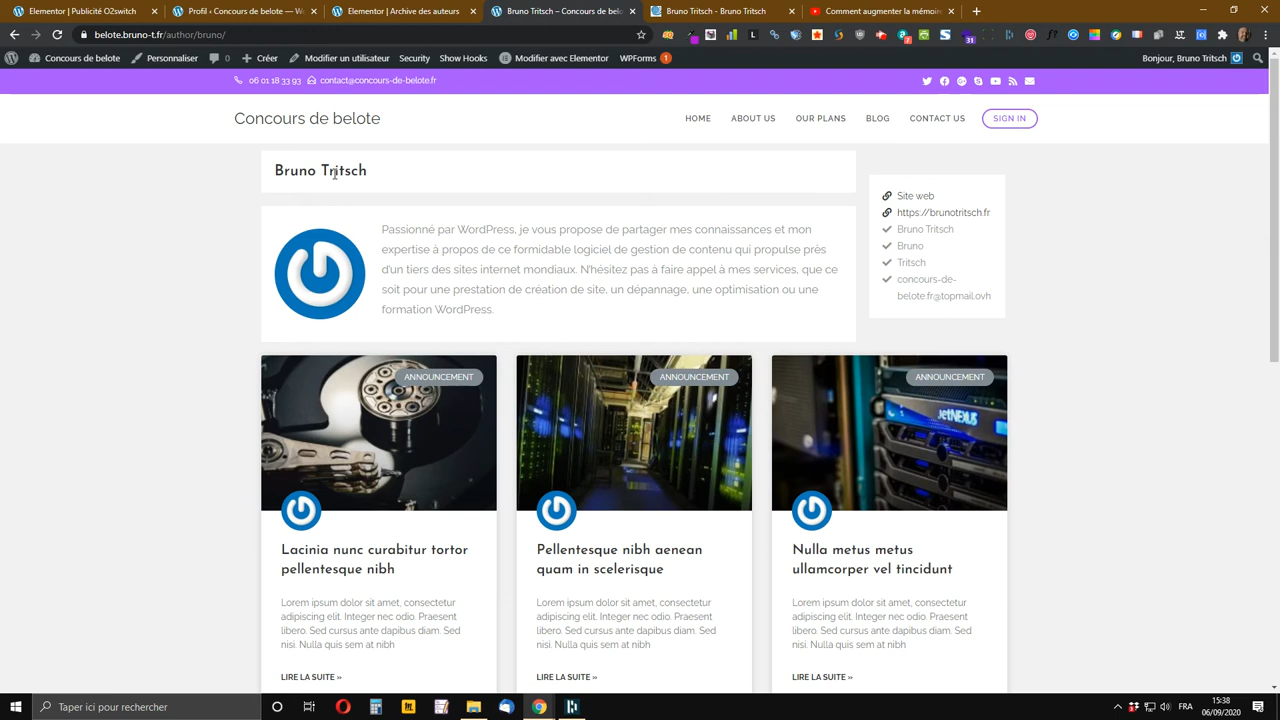 Elementor Communauté O2switch
Profil ‹ Concours de belote — W
Elementor | Archive des auteurs
Bruno Tritsch – Concours de belo
Bruno Tritsch - Bruno Tritsch
Comment augmenter la mémoire
belote.bruno-t.fr/author/bruno/
Concours de belote
Personnaliser
0
Créer
Modifier un utilisateur
Security
Show Hooks
Modifier avec Elementor
WPForms
1
Bonjour, Bruno Tritsch
06 01 18 33 93
contact@concours-de-belote.fr
Concours de belote
HOME
ABOUT US
OUR PLANS
BLOG
CONTACT US
SIGN IN
Bruno Tritsch
Passionné par WordPress, je vous propose de partager mes connaissances et mon
expertise à propos de ce formidable logiciel de gestion de contenu qui propulse près
d'un tiers des sites internet mondiaux. N'hésitez pas à faire appel à mes services, que ce
soit pour une prestation de création de site, un dépannage, une optimisation ou une
formation WordPress.
Site web
https://brunotritsch.fr
Bruno Tritsch
Bruno
Tritsch
concours-de-
belote.fr@topmail.ovh
ANNOUNCEMENT
ANNOUNCEMENT
ANNOUNCEMENT
JetNEXUS
Lacinia nunc curabitur tortor
pellentesque nibh
Lorem ipsum dolor sit amet, consectetur
adipiscing elit. Integer nec odio. Praesent
libero. Sed cursus ante dapibus diam. Sed
nisi. Nulla quis sem at nibh
LIRE LA SUITE »
Pellentesque nibh aenean
quam in scelerisque
Lorem ipsum dolor sit amet, consectetur
adipiscing elit. Integer nec odio. Praesent
libero. Sed cursus ante dapibus diam. Sed
nisi. Nulla quis sem at nibh
LIRE LA SUITE »
Nulla metus metus
ullamcorper vel tincidunt
Lorem ipsum dolor sit amet, consectetur
adipiscing elit. Integer nec odio. Praesent
libero. Sed cursus ante dapibus diam. Sed
nisi. Nulla quis sem at nibh
LIRE LA SUITE »
Taper ici pour rechercher
FRA
15:38
06/09/2020